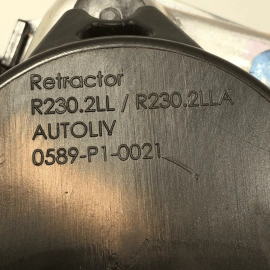 Retractor
R230.2LL / R230.2LLA
AUTOLIV
0589-P1-0021